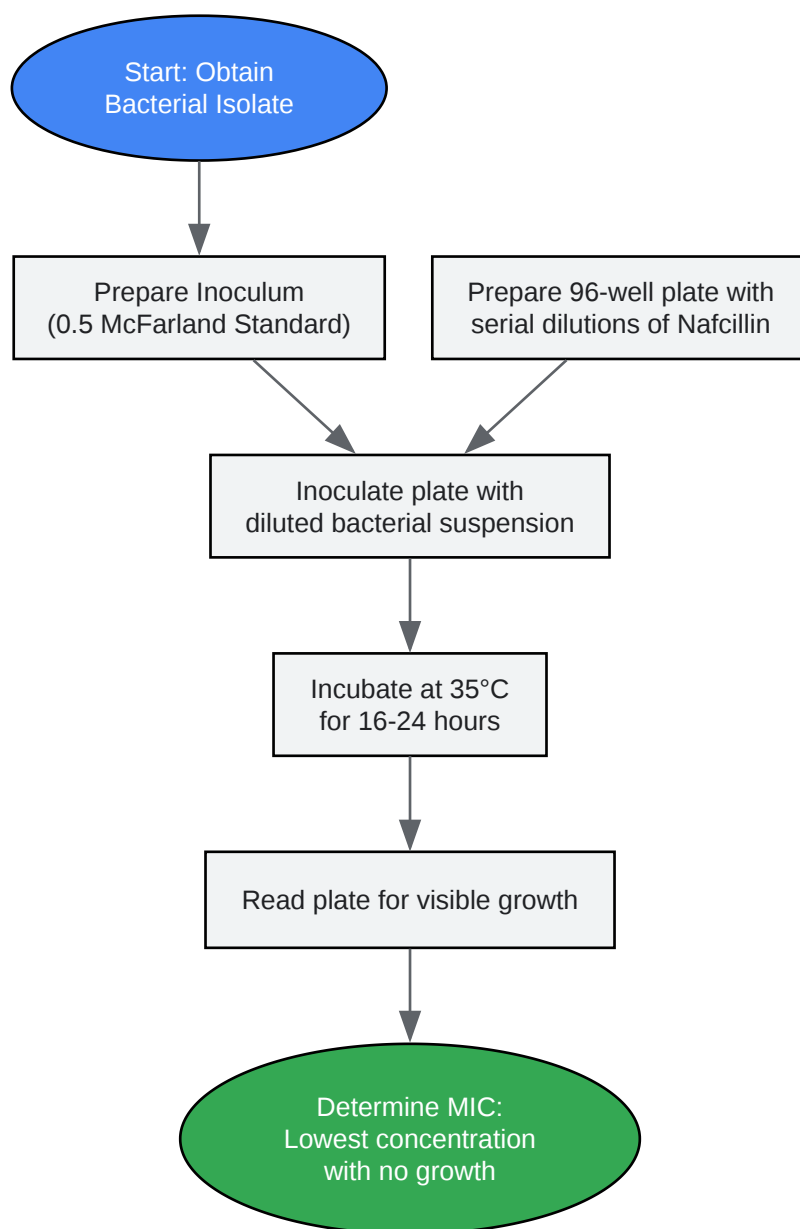 Start: Obtain
Bacterial Isolate
Prepare Inoculum
(0.5 McFarland Standard)
Prepare 96-well plate with
serial dilutions of Nafcillin
Inoculate plate with
diluted bacterial suspension
Incubate at 35°C
for 16-24 hours
Read plate for visible growth
Determine MIC:
Lowest concentration
with no growth